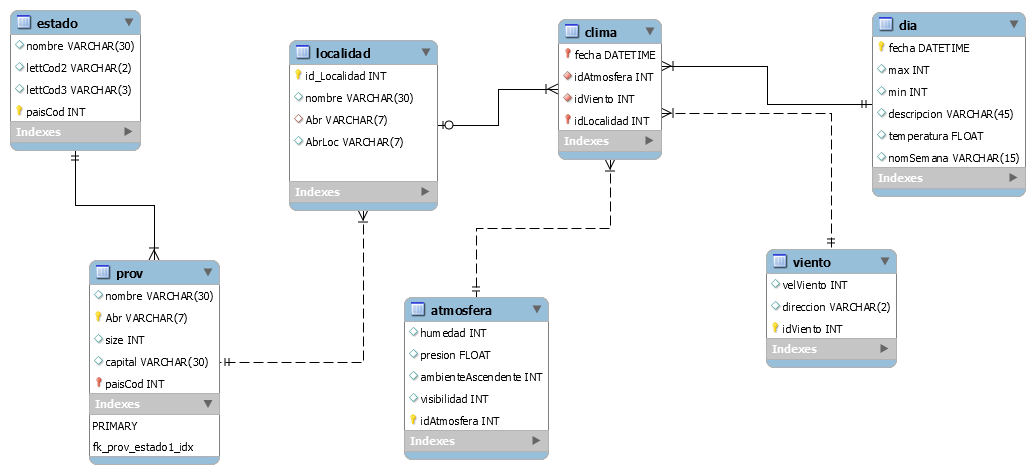 estado
nombre VARCHAR(30)
lettCod2 VARCHAR(2)
lettCod3 VARCHAR(3)
paisCod INT
Indexes
localidad
id_Localidad INT
nombre VARCHAR(30)
Abr VARCHAR(7)
AbrLoc VARCHAR(7)
Indexes
clima
fecha DATETIME
idAtmosfera INT
idViento INT
idLocalidad INT
Indexes
dia
fecha DATETIME
max INT
min INT
descripcion VARCHAR(45)
temperatura FLOAT
nomSemana VARCHAR(15)
Indexes
prov
nombre VARCHAR(30)
Abr VARCHAR(7)
size INT
capital VARCHAR(30)
paisCod INT
Indexes
PRIMARY
fk_prov_estado1_idx
atmosfera
humedad INT
presion FLOAT
ambienteAscendente INT
visibilidad INT
idAtmosfera INT
Indexes
viento
velViento INT
direccion VARCHAR(2)
idViento INT
Indexes